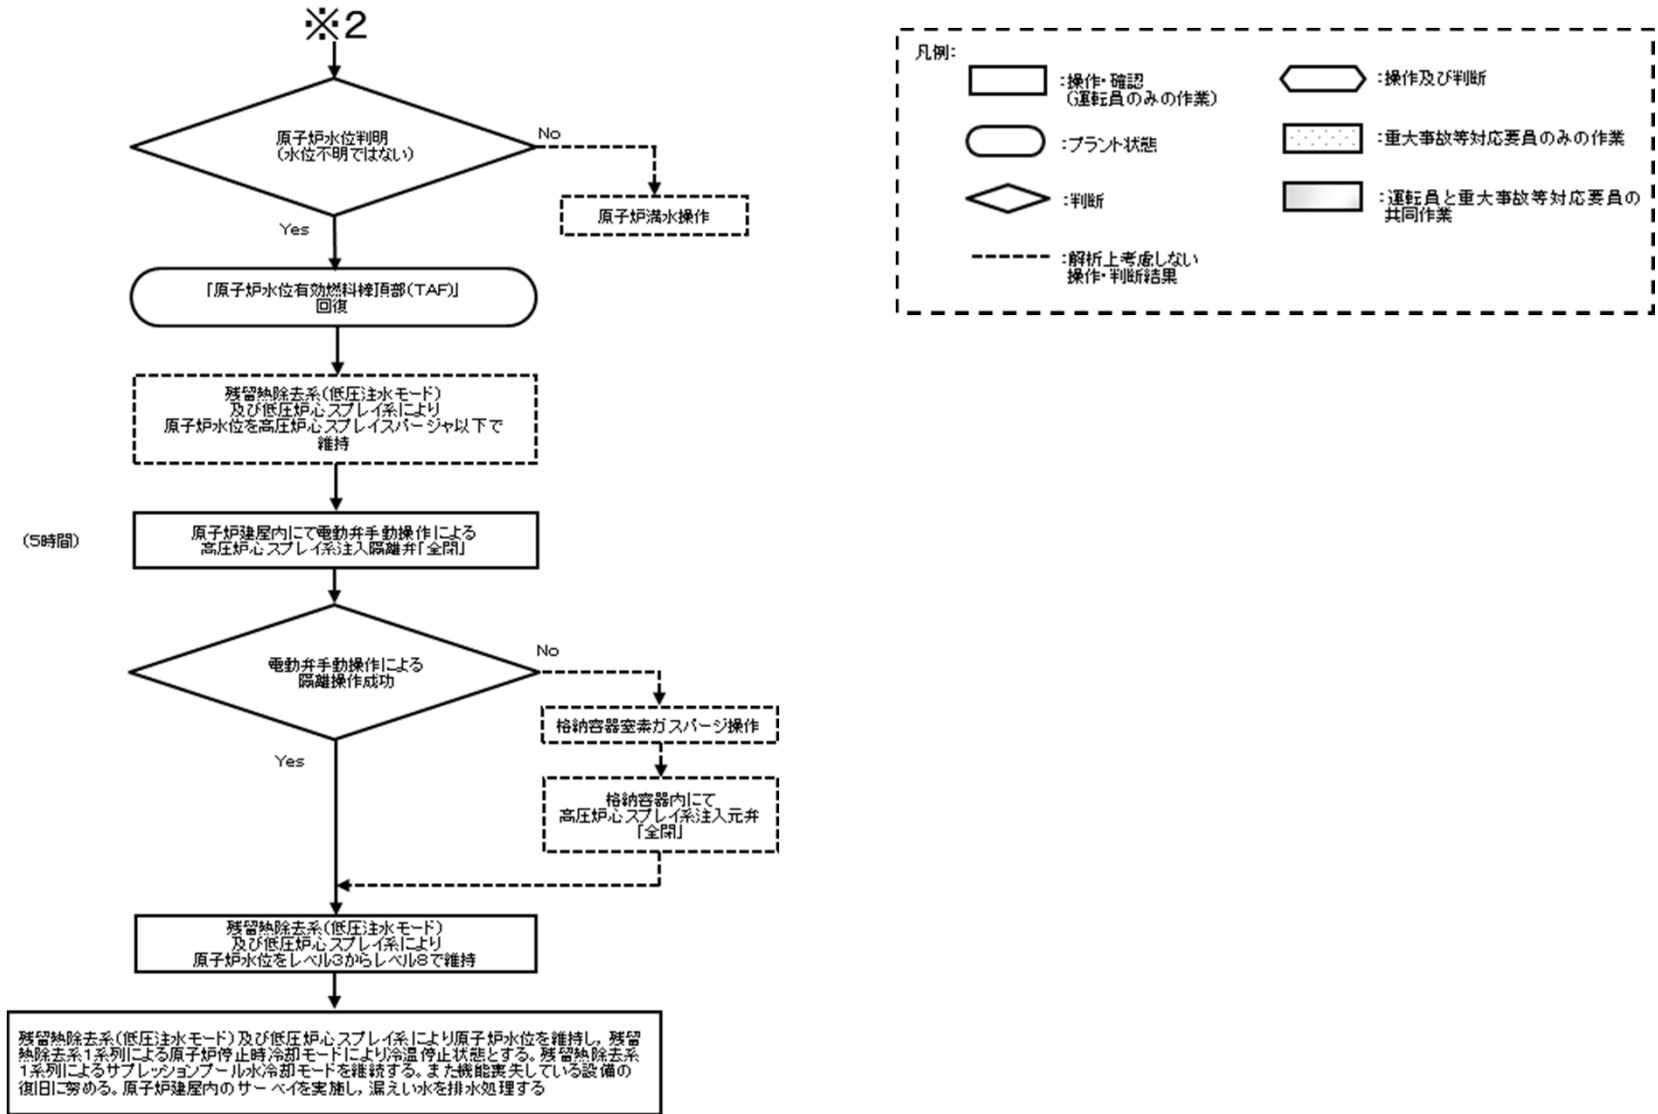 ※2
原子炉水位判明
(水位不明ではない)
No
原子炉満水操作
Yes
「原子炉水位有効燃料棒頂部(TAF)」
回復
残留熱除去系(低圧注水モード)
及び低圧炉心スプレイ系により
原子炉水位を高圧炉心スプレイスパージャ以下で
維持
(5時間)
原子炉建屋内にて電動弁手動操作による
高圧炉心スプレイ系注入隔離弁「全閉」
電動弁手動操作による
隔離操作成功
No
格納容器窒素ガスパージ操作
Yes
格納容器内にて
高圧炉心スプレイ系注入元弁
「全閉」
残留熱除去系(低圧注水モード)
及び低圧炉心スプレイ系により
原子炉水位をレベル3からレベル8で維持
残留熱除去系(低圧注水モード)及び低圧炉心スプレイ系により原子炉水位を維持し, 残留
熱除去系1系列による原子炉停止時冷却モードにより冷温停止状態とする。残留熱除去系
1系列によるサプレッションプール水冷却モードを継続する。また機能喪失している設備の
復旧に努める。原子炉建屋内のサーベイを実施し, 漏えい水を排水処理する
凡例:
:操作・確認
(運転員のみの作業)
:プラント状態
:判断
:解析上考慮しない
操作・判断結果
:操作及び判断
:重大事故等対応要員のみの作業
:運転員と重大事故等対応要員の
共同作業